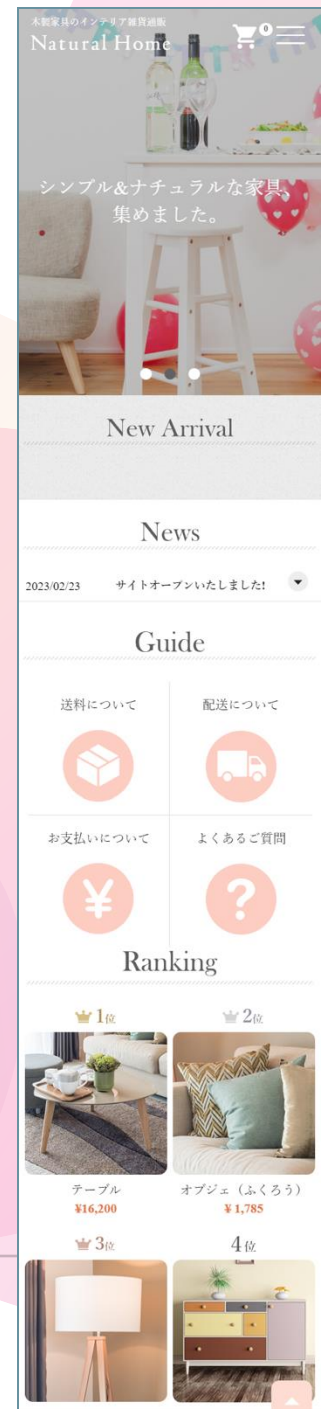 木製家具のインテリア雑貨通販
Natural Home
0
シンプル&ナチュラルな家具、
集めました。
New Arrival
News
2023/02/23 サイトオープンいたしました!
Guide
送料について 配送について
お支払いについて よくあるご質問
¥ ?
Ranking
1位 2位
テーブル オブジェ（ふくろう）
¥16,200 ¥ 1,785
3位 4位